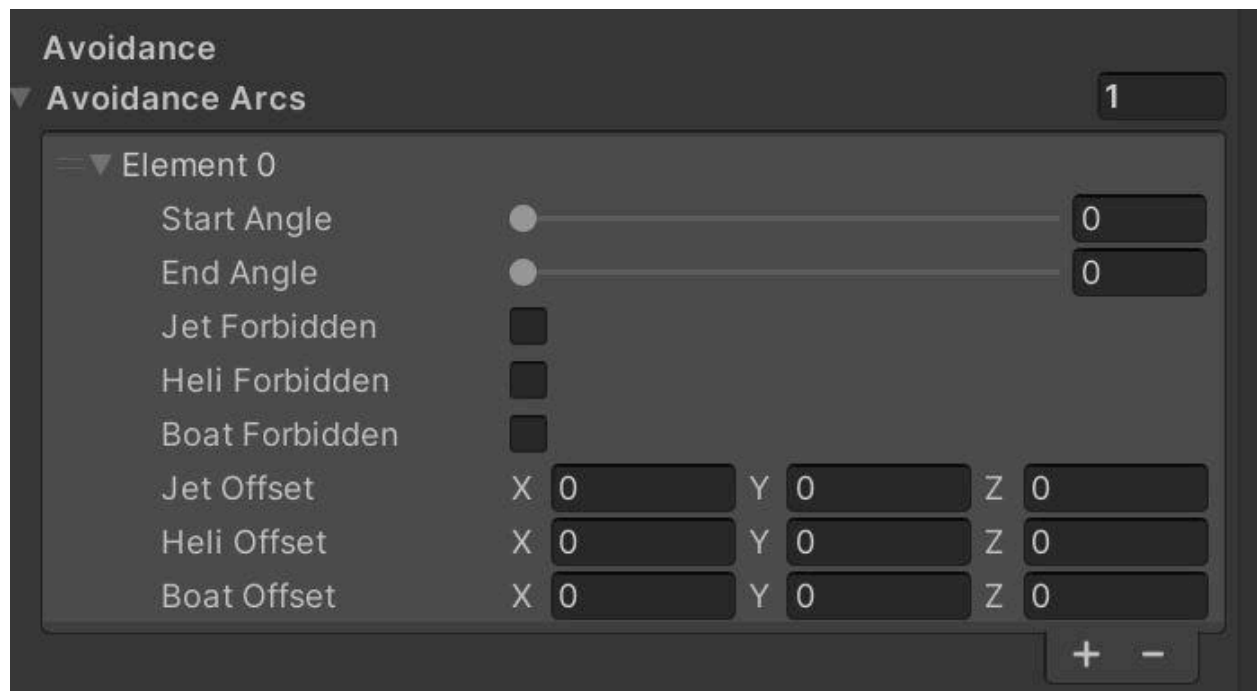 Avoidance
Avoidance Arcs 1
Element 0
Start Angle 0
End Angle 0
Jet Forbidden
Heli Forbidden
Boat Forbidden
Jet Offset X 0 Y 0 Z 0
Heli Offset X 0 Y 0 Z 0
Boat Offset X 0 Y 0 Z 0
+ -